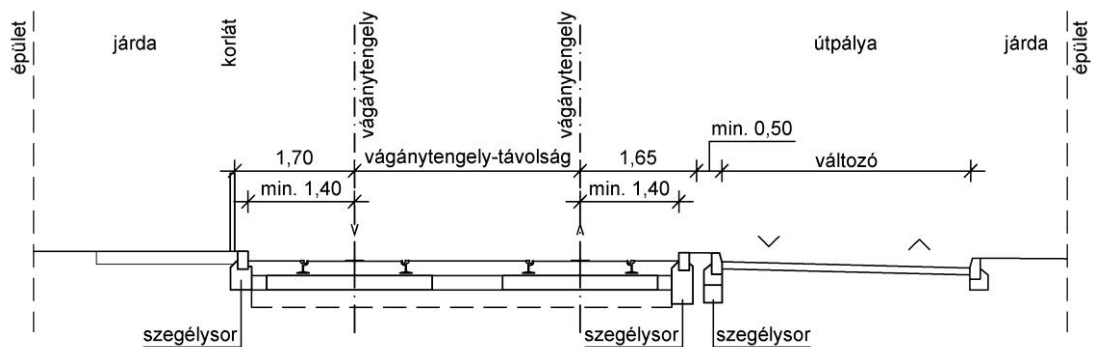 épület
járda
korlát
vágánytengely
vágánytengely
útpálya
járda
épület
min. 0,50
1,70
vágánytengely-távolság
1,65
változó
min. 1,40
min. 1,40
szegélysor
szegélysor
szegélysor